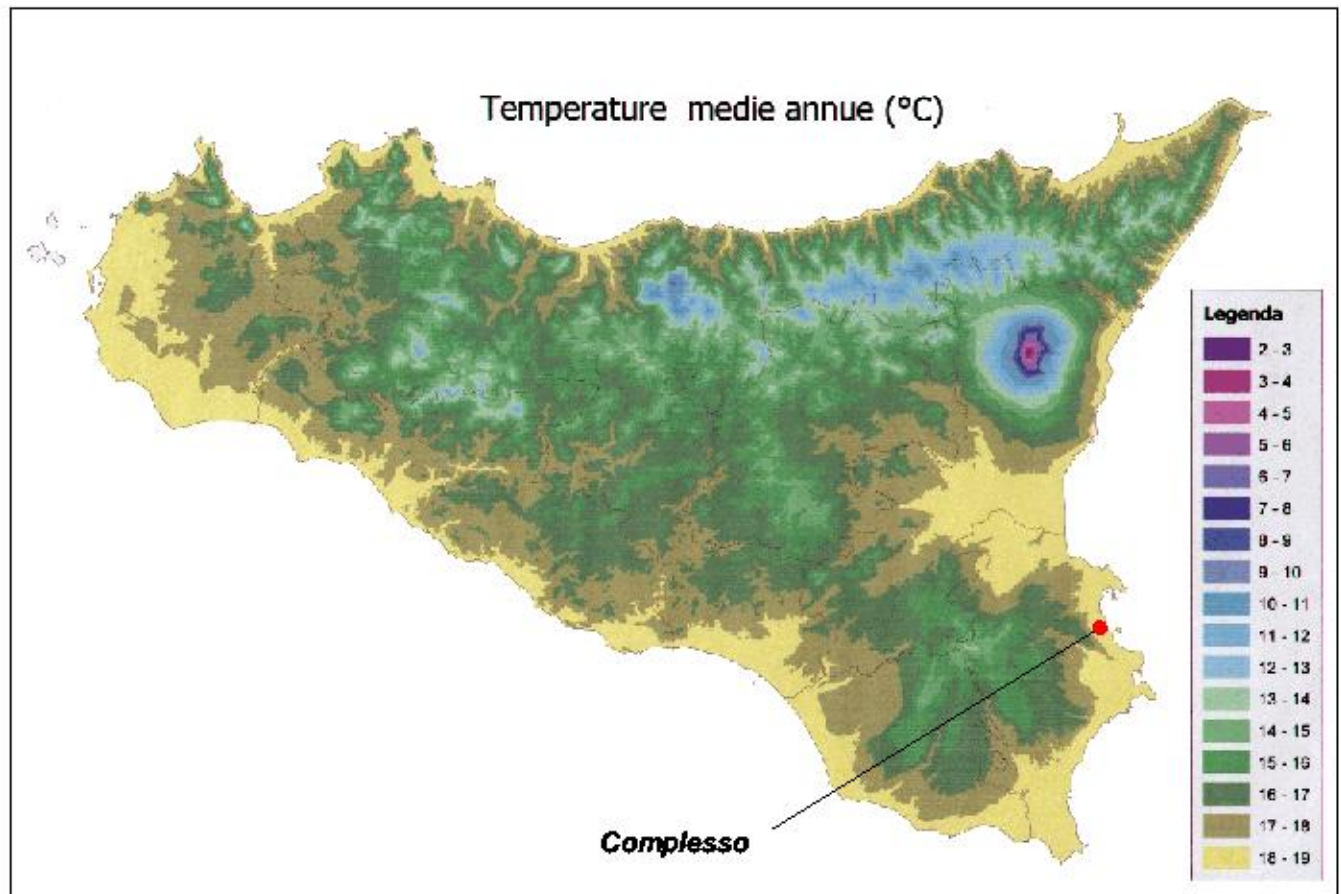 Temperature medie annue (°C)
Legenda
2 - 3
3 - 4
4 - 5
5 - 6
6 - 7
7 - 8
8 - 9
9 - 10
10 - 11
11 - 12
12 - 13
13 - 14
14 - 15
15 - 16
16 - 17
17 - 18
18 - 19
Complesso